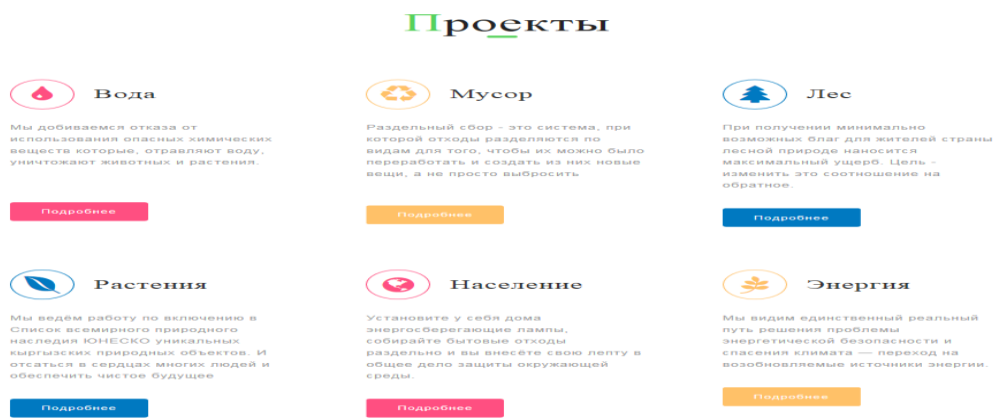 Проекты
Вода
Мы добиваемся отказа от
использования опасных химических
веществ которые, отравляют воду,
уничтожают животных и растения.
Подробнее
Мусор
Раздельный сбор - это система, при
которой отходы разделяются по
видам для того, чтобы их можно было
переработать и создать из них новые
вещи, а не просто выбросить
Подробнее
Лес
При получении минимально
возможных благ для жителей страны
лесной природе наносится
максимальный ущерб. Цель -
изменить это соотношение на
обратное.
Подробнее
Растения
Мы ведём работу по включению в
Список всемирного природного
наследия ЮНЕСКО уникальных
кыргызских природных объектов. И
отсаться в сердцах многих людей и
обеспечить чистое будущее
Подробнее
Население
Установите у себя дома
энергосберегающие лампы,
собирайте бытовые отходы
раздельно и вы внесёте свою лепту в
общее дело защиты окружающей
среды.
Подробнее
Энергия
Мы видим единственный реальный
путь решения проблемы
энергетической безопасности и
спасения климата — переход на
возобновляемые источники энергии.
Подробнее